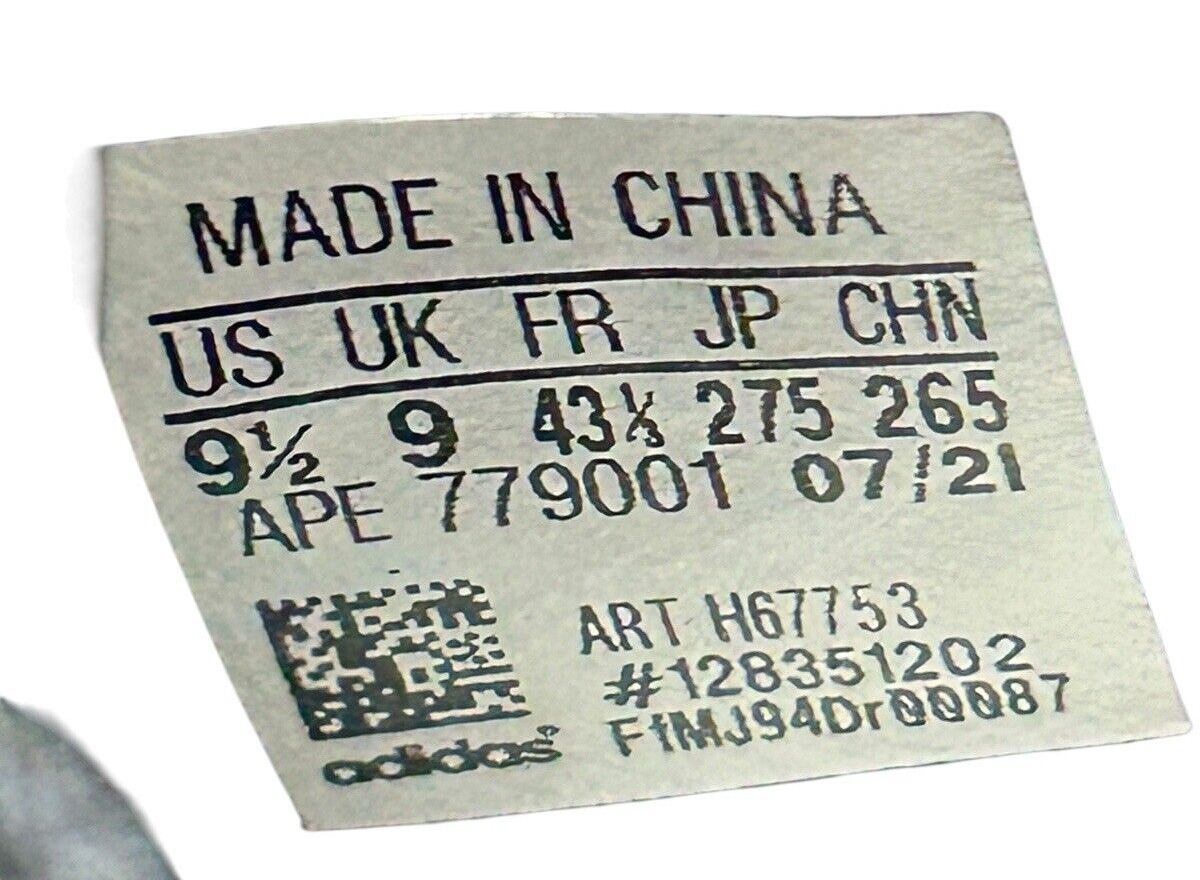 MADE IN CHINA
US UK FR JP CHN
9½ 9 43⅓ 275 265
APE 779001 07/21
ART H67753
#128351202
F1MJ94Dr00087
adidas